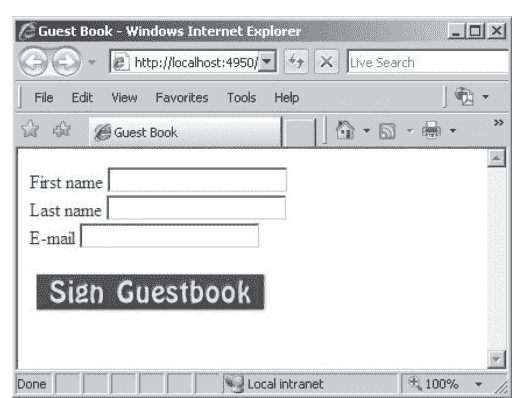 Guest Book - Windows Internet Explorer
http://localhost:4950/
Live Search
File Edit View Favorites Tools Help
Guest Book
»
First name
Last name
E-mail
Sign Guestbook
Done Local intranet 100%